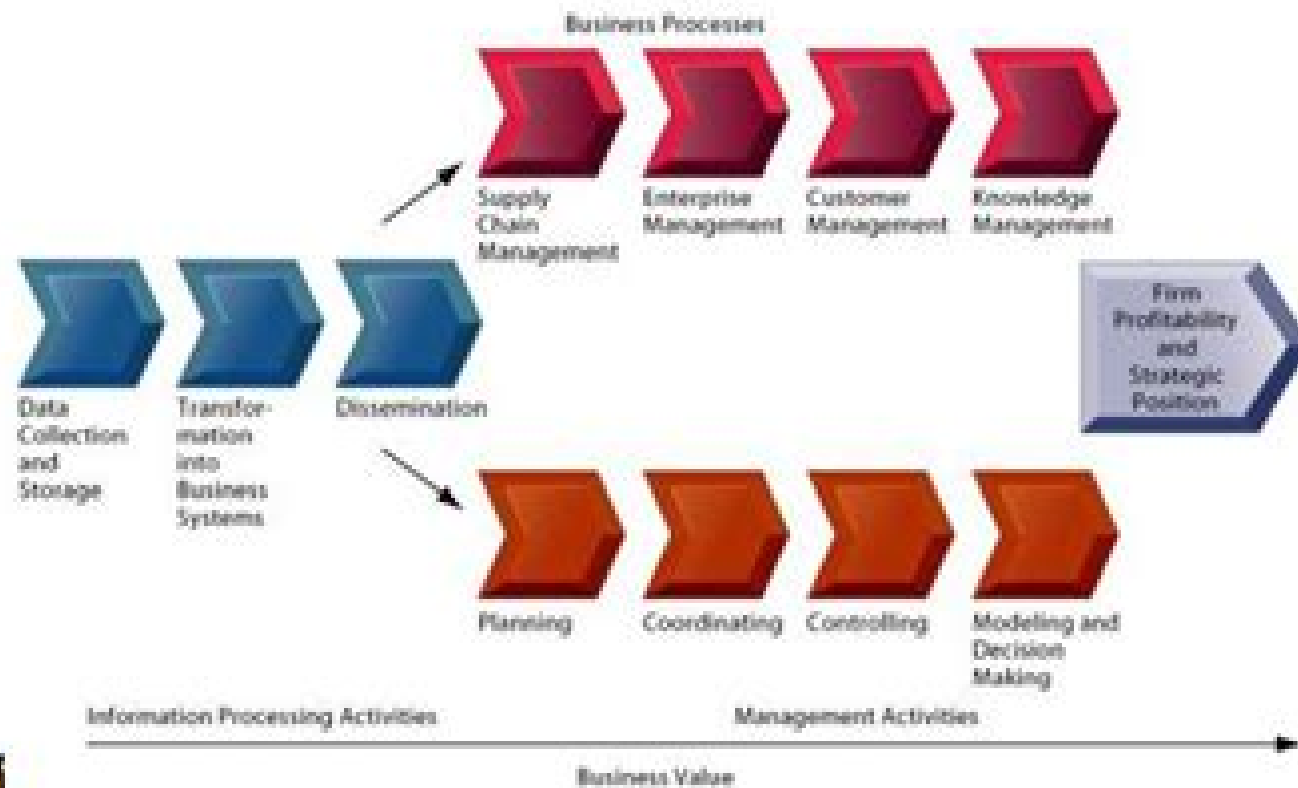 Business Processes
Supply
Chain
Management
Enterprise
Management
Customer
Management
Knowledge
Management
Data
Collection
and
Storage
Transfor-
mation
into
Business
Systems
Dissemination
Firm
Profitability
and
Strategic
Position
Planning
Coordinating
Controlling
Modeling and
Decision
Making
Information Processing Activities
Management Activities
Business Value